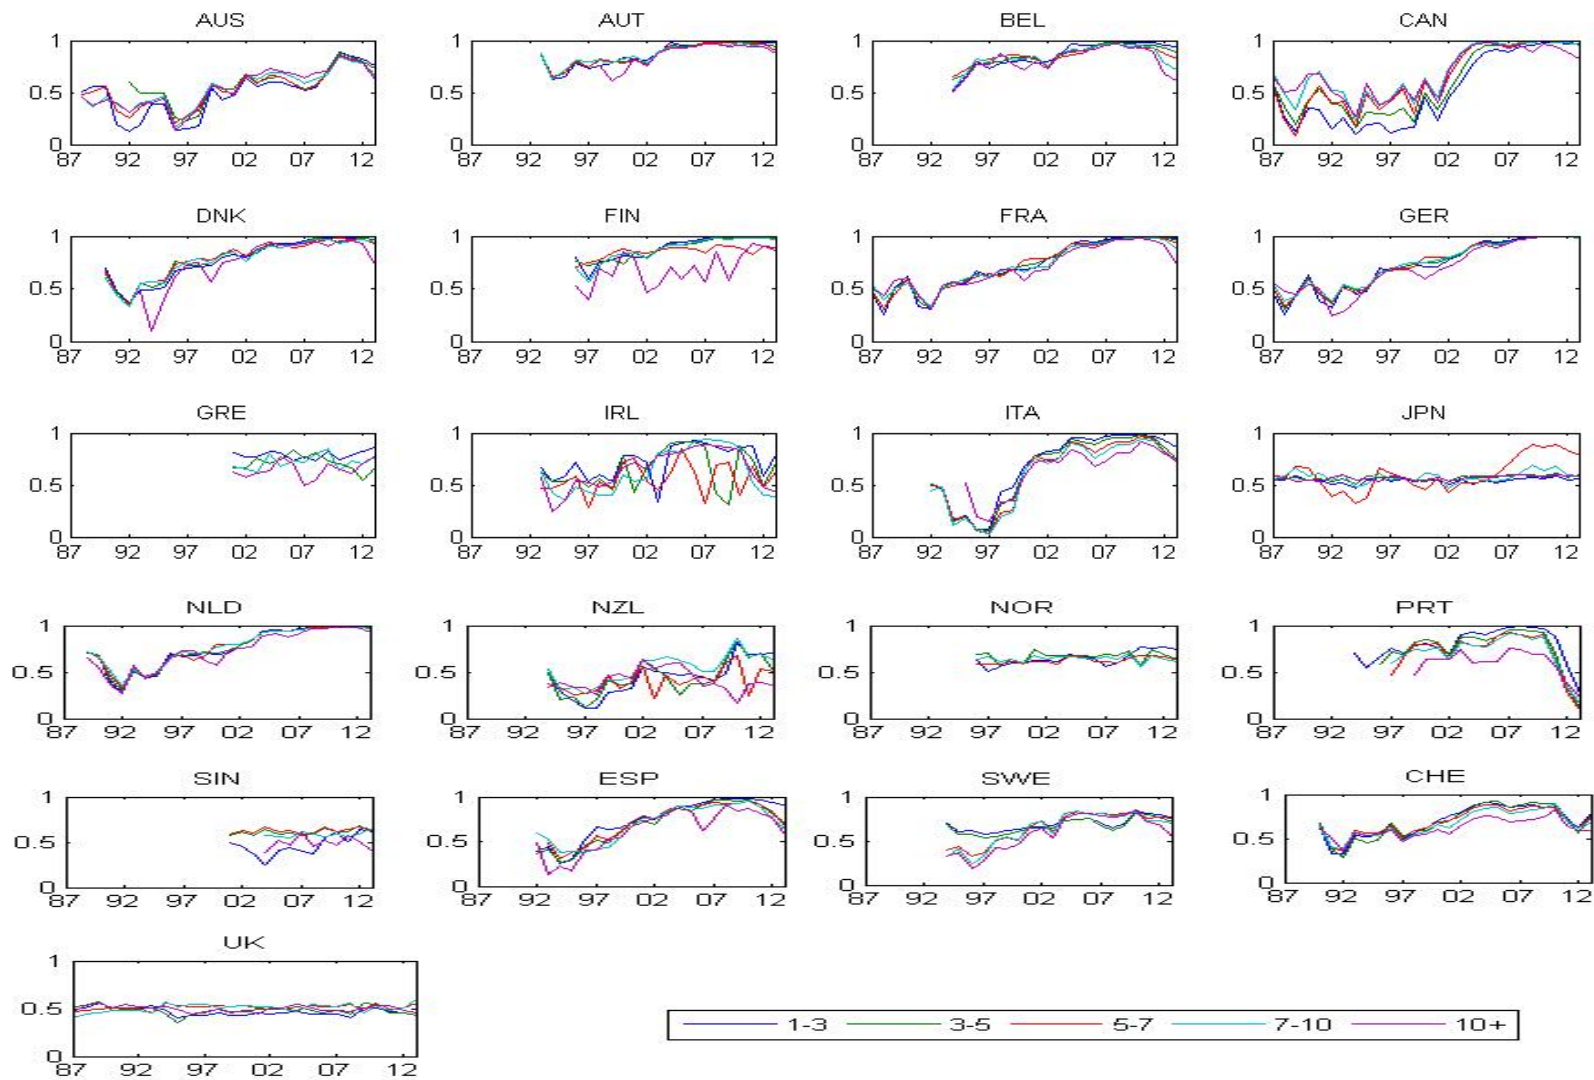 AUS AUT BEL CAN
1 1 1 1
0.5 0.5 0.5 0.5
0 0 0 0
87 92 97 02 07 12 87 92 97 02 07 12 87 92 97 02 07 12 87 92 97 02 07 12
DNK FIN FRA GER
1 1 1 1
0.5 0.5 0.5 0.5
0 0 0 0
87 92 97 02 07 12 87 92 97 02 07 12 87 92 97 02 07 12 87 92 97 02 07 12
GRE IRL ITA JPN
1 1 1 1
0.5 0.5 0.5 0.5
0 0 0 0
87 92 97 02 07 12 87 92 97 02 07 12 87 92 97 02 07 12 87 92 97 02 07 12
NLD NZL NOR PRT
1 1 1 1
0.5 0.5 0.5 0.5
0 0 0 0
87 92 97 02 07 12 87 92 97 02 07 12 87 92 97 02 07 12 87 92 97 02 07 12
SIN ESP SWE CHE
1 1 1 1
0.5 0.5 0.5 0.5
0 0 0 0
87 92 97 02 07 12 87 92 97 02 07 12 87 92 97 02 07 12 87 92 97 02 07 12
UK
1
0.5
0
87 92 97 02 07 12
1-3 3-5 5-7 7-10 10+